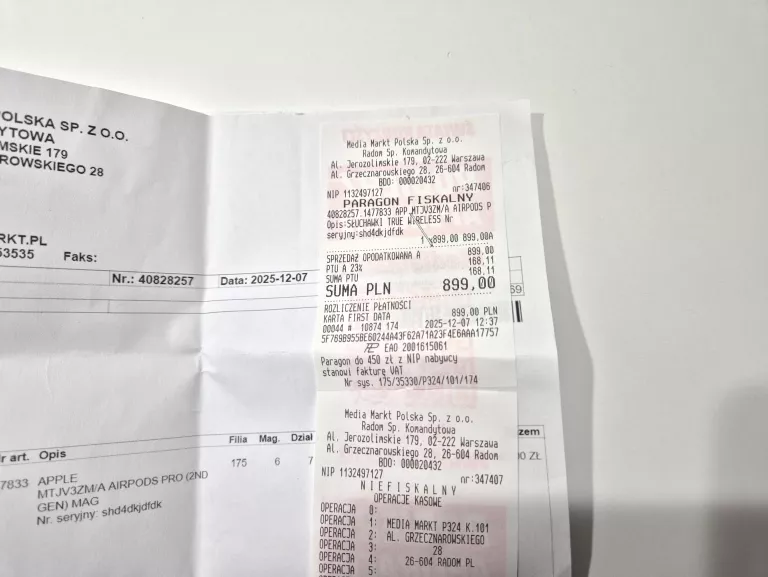 POLSKA SP. Z O.O.
YTOWA
MSKIE 179
AROWSKIEGO 28
RKT.PL
53535 Faks:
Nr.: 40828257 Data: 2025-12-07
Media Markt Polska Sp. z o.o.
Radom Sp. Komandytowa
Al. Jerozolimskie 179, 02-222 Warszawa
Al. Grzecznarowskiego 28, 26-604 Radom
BDO: 000020432
NIP 1132497127 nr:347406
PARAGON FISKALNY
40828257.1477833 APP MTJV3ZM/A AIRPODS P
Opis:SŁUCHAWKI TRUE WIRELESS Nr
seryjny:shd4dkjdfdk
1 x899,00 899,00A
SPRZEDAŻ OPODATKOWANA A 899,00
PTU A 23% 168,11
SUMA PTU 168,11
SUMA PLN 899,00
ROZLICZENIE PŁATNOŚCI
KARTA FIRST DATA 899,00 PLN
00044 # 10874 174 2025-12-07 12:37
5F769B955BE60244A43F62A71A23F4E6AAA17757
EAO 2001615061
Paragon do 450 zł z NIP nabywcy
stanowi fakturę VAT
Nr sys. 175/35330/P324/101/174
Media Markt Polska Sp. z o.o.
Radom Sp. Komandytowa
Al. Jerozolimskie 179, 02-222 Warszawa
Al. Grzecznarowskiego 28, 26-604 Radom
BDO: 000020432
NIP 1132497127 nr:347407
NIEFISKALNY
OPERACJE KASOWE
OPERACJA 0:
OPERACJA 1: MEDIA MARKT P324 K.101
OPERACJA 2: AL. GRZECZNAROWSKIEGO
OPERACJA 3: 28
OPERACJA 4: 26-604 RADOM PL
OPERACJA 5:
r art. Opis Filia Mag. Dział zem
7833 APPLE 175 6 7 0 ZŁ
MTJV3ZM/A AIRPODS PRO (2ND
GEN) MAG
Nr. seryjny: shd4dkjdfdk
59